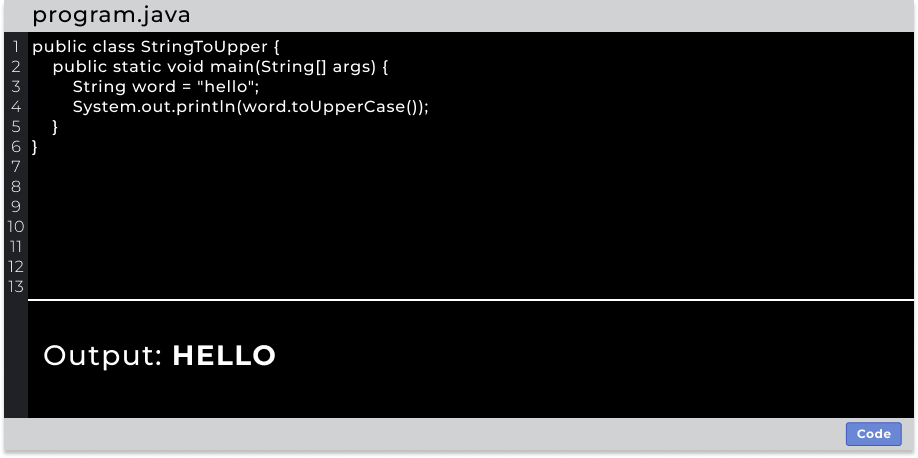 program.java
1 public class StringToUpper {
2 public static void main(String[] args) {
3 String word = "hello";
4 System.out.println(word.toUpperCase());
5 }
6 }
7
8
9
10
11
12
13
Output: HELLO
Code